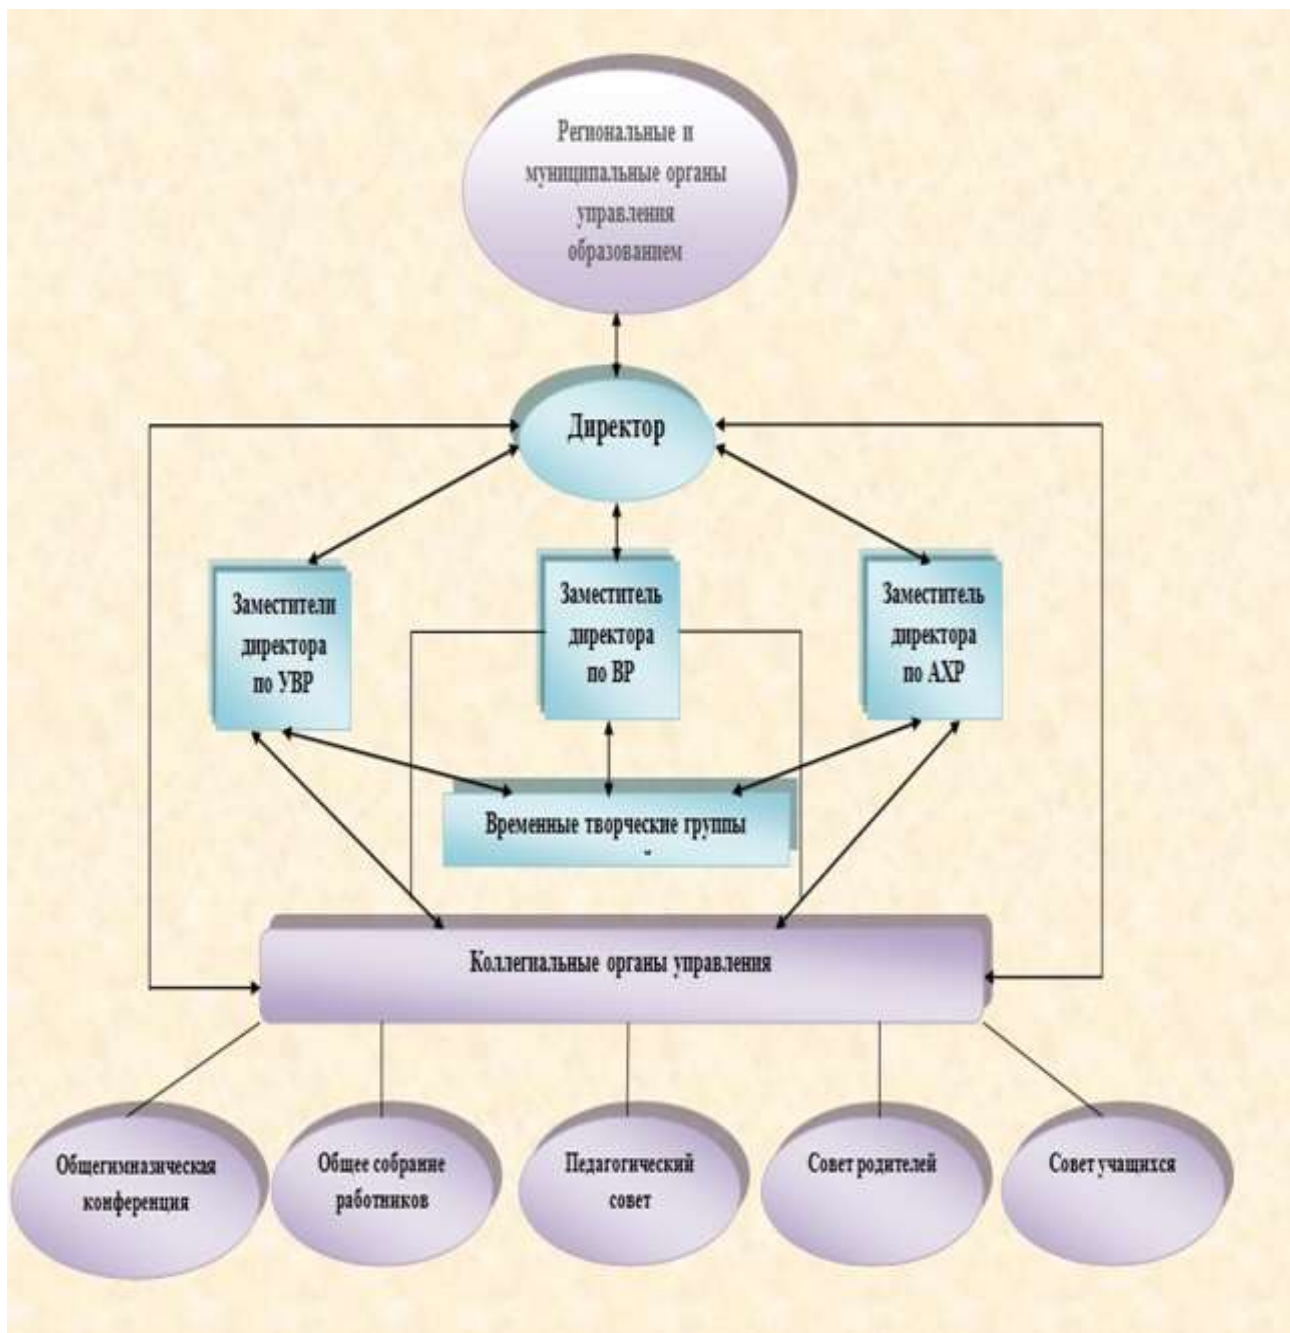 Региональные и
муниципальные органы
управления
образованием
Директор
Заместители
директора
по УВР
Заместитель
директора
по ВР
Заместитель
директора
по АХР
Временные творческие группы
Коллегиальные органы управления
Общегимназическая
конференция
Общее собрание
работников
Педагогический
совет
Совет родителей
Совет учащихся